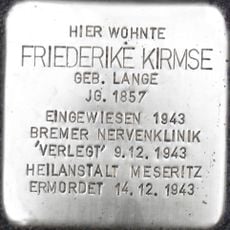 HIER WOHNTE
FRIEDERIKE KIRMSE
GEB. LANGE
JG. 1857
EINGEWIESEN 1943
BREMER NERVENKLINIK
'VERLEGT' 9.12.1943
HEILANSTALT MESERITZ
ERMORDET 14.12.1943